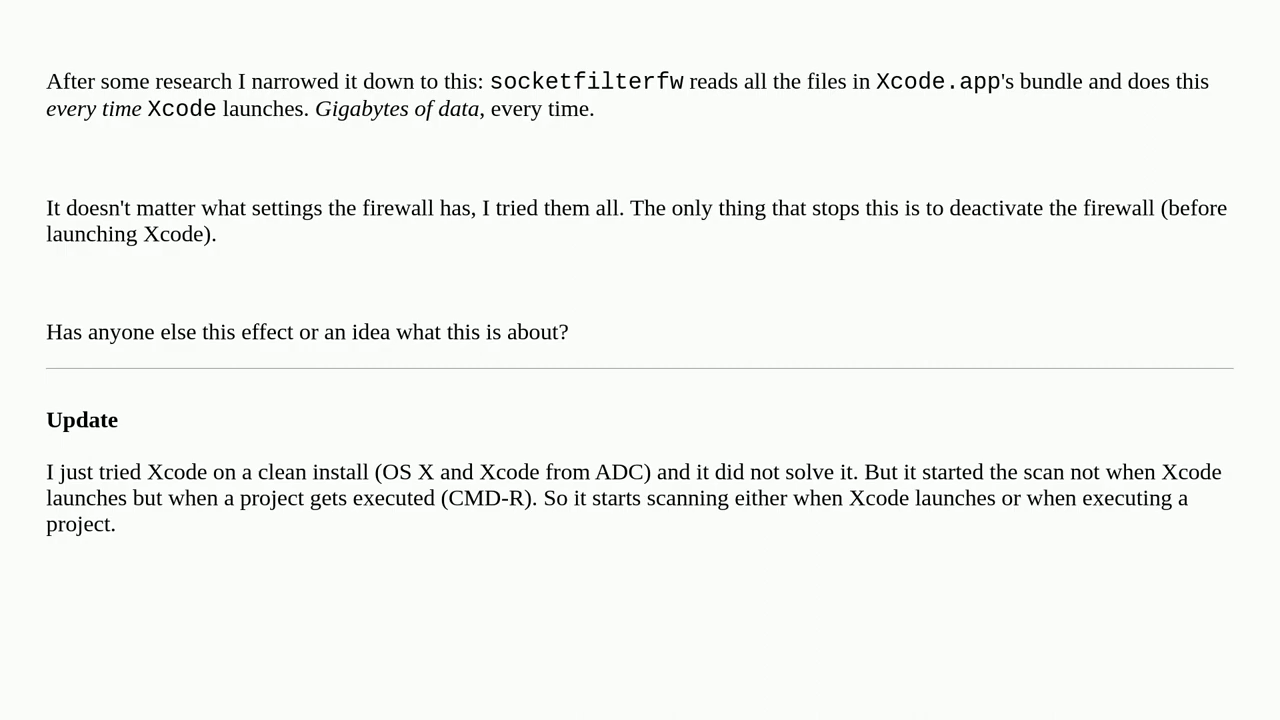 After some research I narrowed it down to this: socketfilterfw reads all the files in Xcode.app's bundle and does this
every time Xcode launches. Gigabytes of data, every time.
It doesn't matter what settings the firewall has, I tried them all. The only thing that stops this is to deactivate the firewall (before
launching Xcode).
Has anyone else this effect or an idea what this is about?
Update
I just tried Xcode on a clean install (OS X and Xcode from ADC) and it did not solve it. But it started the scan not when Xcode
launches but when a project gets executed (CMD-R). So it starts scanning either when Xcode launches or when executing a
project.